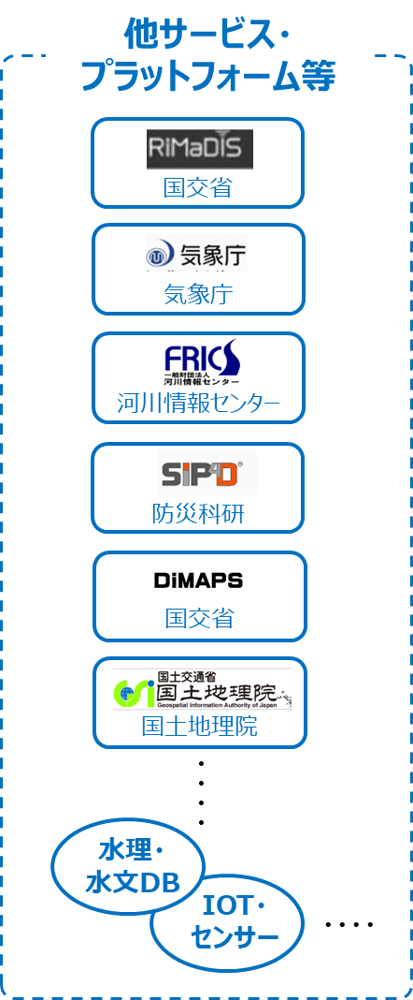 他サービス・
プラットフォーム等
RiMaDIS
国交省
気象庁
気象庁
FRICS
一般財団法人
河川情報センター
河川情報センター
SiP4D®
防災科研
DiMAPS
国交省
国土交通省
GSi 国土地理院
Geospatial Information Authority of Japan
国土地理院
水理・
水文DB
IOT・
センサー
････